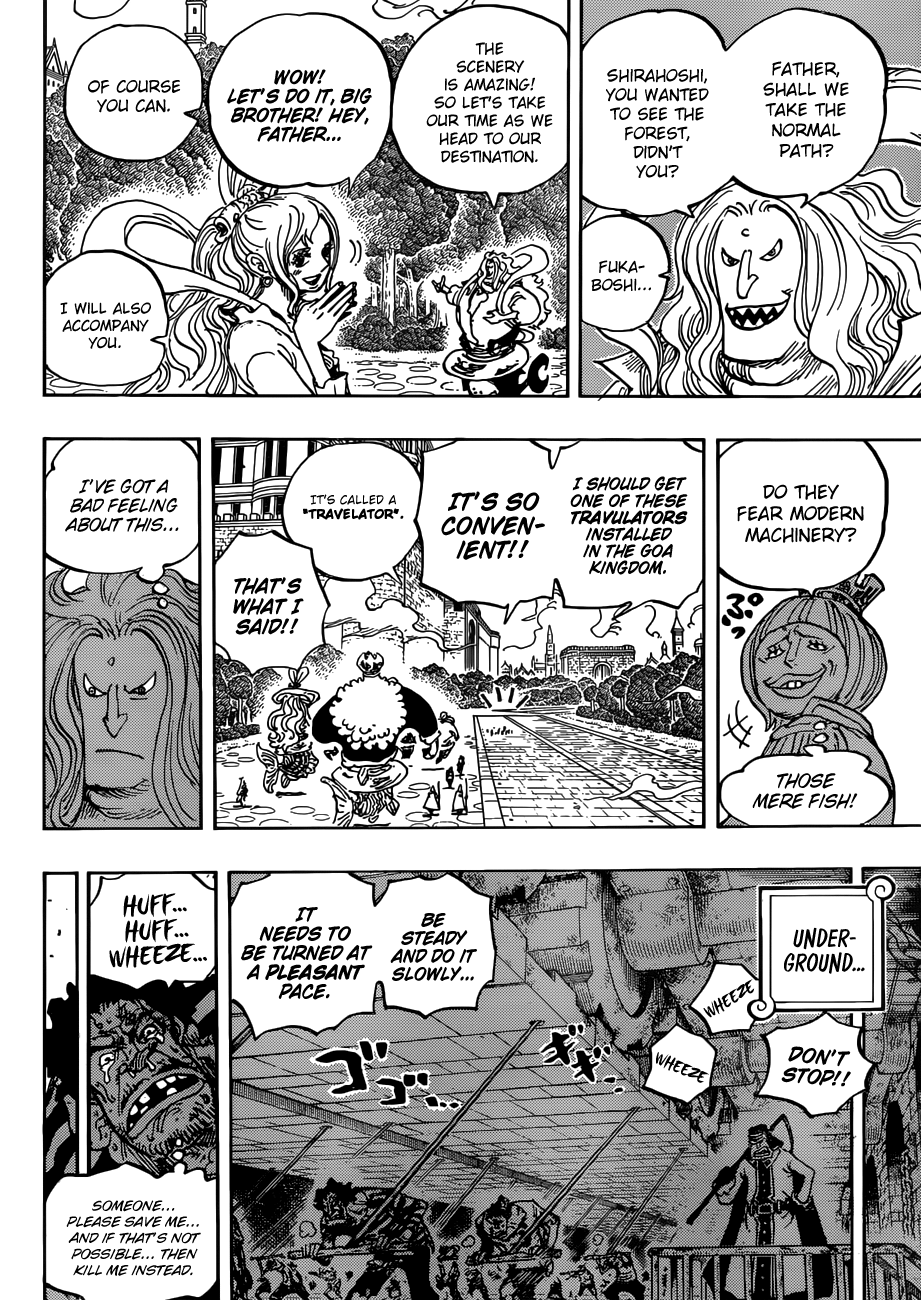 FATHER,
SHALL WE
TAKE THE
NORMAL
PATH?
SHIRAHOSHI,
YOU WANTED
TO SEE THE
FOREST,
DIDN'T
YOU?
FUKA-
BOSHI...
THE
SCENERY
IS AMAZING!
SO LET'S TAKE
OUR TIME AS WE
HEAD TO OUR
DESTINATION.
WOW!
LET'S DO IT, BIG
BROTHER! HEY,
FATHER...
OF COURSE
YOU CAN.
I WILL ALSO
ACCOMPANY
YOU.
DO THEY
FEAR MODERN
MACHINERY?
ぷぷっ
THOSE
MERE FISH!
I SHOULD GET
ONE OF THESE
TRAVULATORS
INSTALLED
IN THE GOA
KINGDOM.
IT'S SO
CONVEN-
IENT!!
IT'S CALLED A
"TRAVELATOR".
THAT'S
WHAT I
SAID!!
I'VE GOT A
BAD FEELING
ABOUT THIS...
UNDER-
GROUND...
DON'T
STOP!!
WHEEZE
WHEEZE
BE
STEADY
AND DO IT
SLOWLY...
IT
NEEDS TO
BE TURNED AT
A PLEASANT
PACE.
ギギ
ゴゴ
HUFF...
HUFF...
WHEEZE...
SOMEONE...
PLEASE SAVE ME...
AND IF THAT'S NOT
POSSIBLE... THEN
KILL ME INSTEAD.